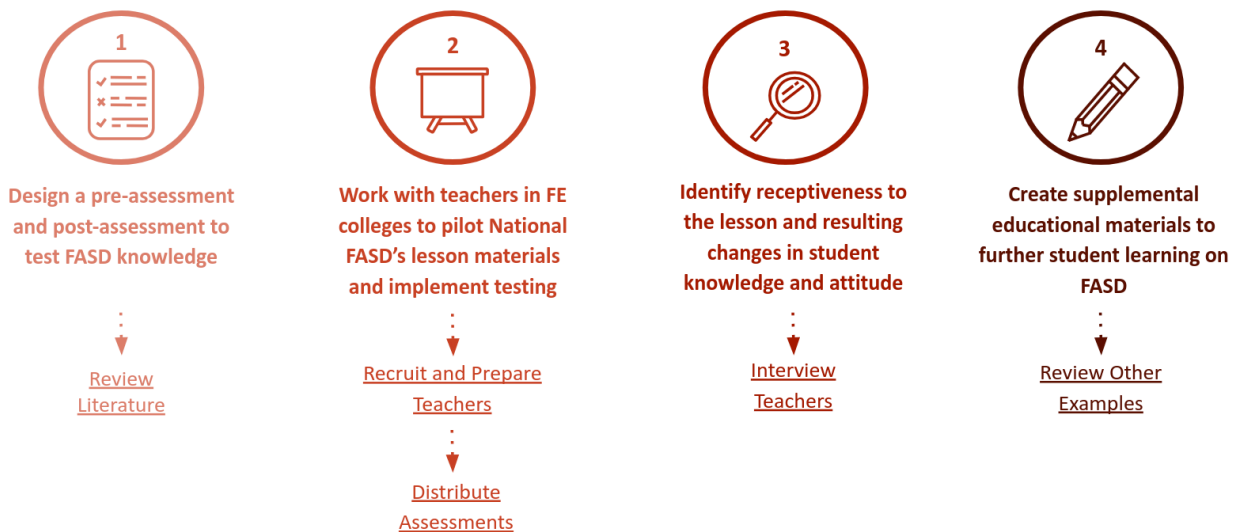 1
Design a pre-assessment
and post-assessment to
test FASD knowledge
Review
Literature
2
Work with teachers in FE
colleges to pilot National
FASD’s lesson materials
and implement testing
Recruit and Prepare
Teachers
Distribute
Assessments
3
Identify receptiveness to
the lesson and resulting
changes in student
knowledge and attitude
Interview
Teachers
4
Create supplemental
educational materials to
further student learning on
FASD
Review Other
Examples